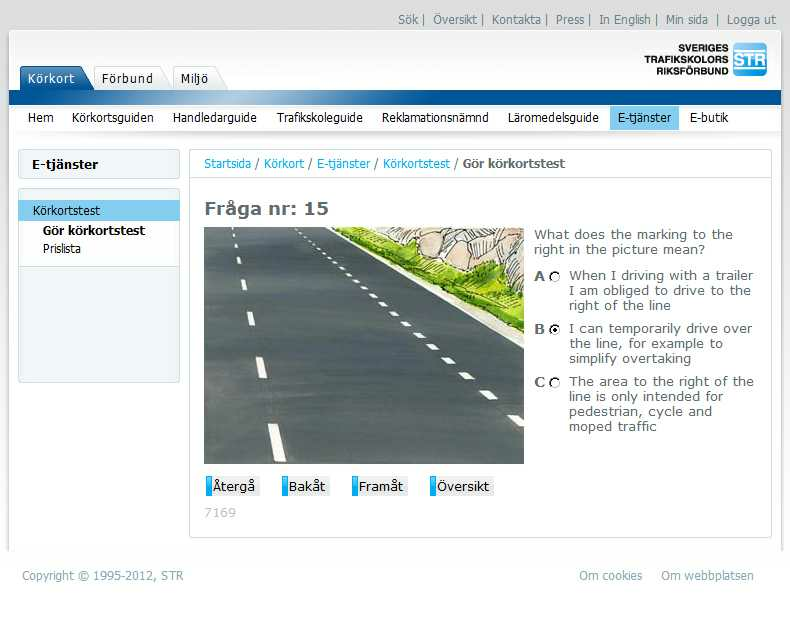 Sök | Översikt | Kontakta | Press | In English | Min sida | Logga ut
SVERIGES
TRAFIKSKOLORS
RIKSFÖRBUND
STR
Körkort Förbund Miljö
Hem Körkortsguiden Handledarguide Trafikskoleguide Reklamationsnämnd Läromedelsguide E-tjänster E-butik
E-tjänster
Körkortstest
Gör körkortstest
Prislista
Startsida / Körkort / E-tjänster / Körkortstest / Gör körkortstest
Fråga nr: 15
What does the marking to the
right in the picture mean?
A When I driving with a trailer
I am obliged to drive to the
right of the line
B I can temporarily drive over
the line, for example to
simplify overtaking
C The area to the right of the
line is only intended for
pedestrian, cycle and
moped traffic
Återgå Bakåt Framåt Översikt
7169
Copyright © 1995-2012, STR Om cookies Om webbplatsen